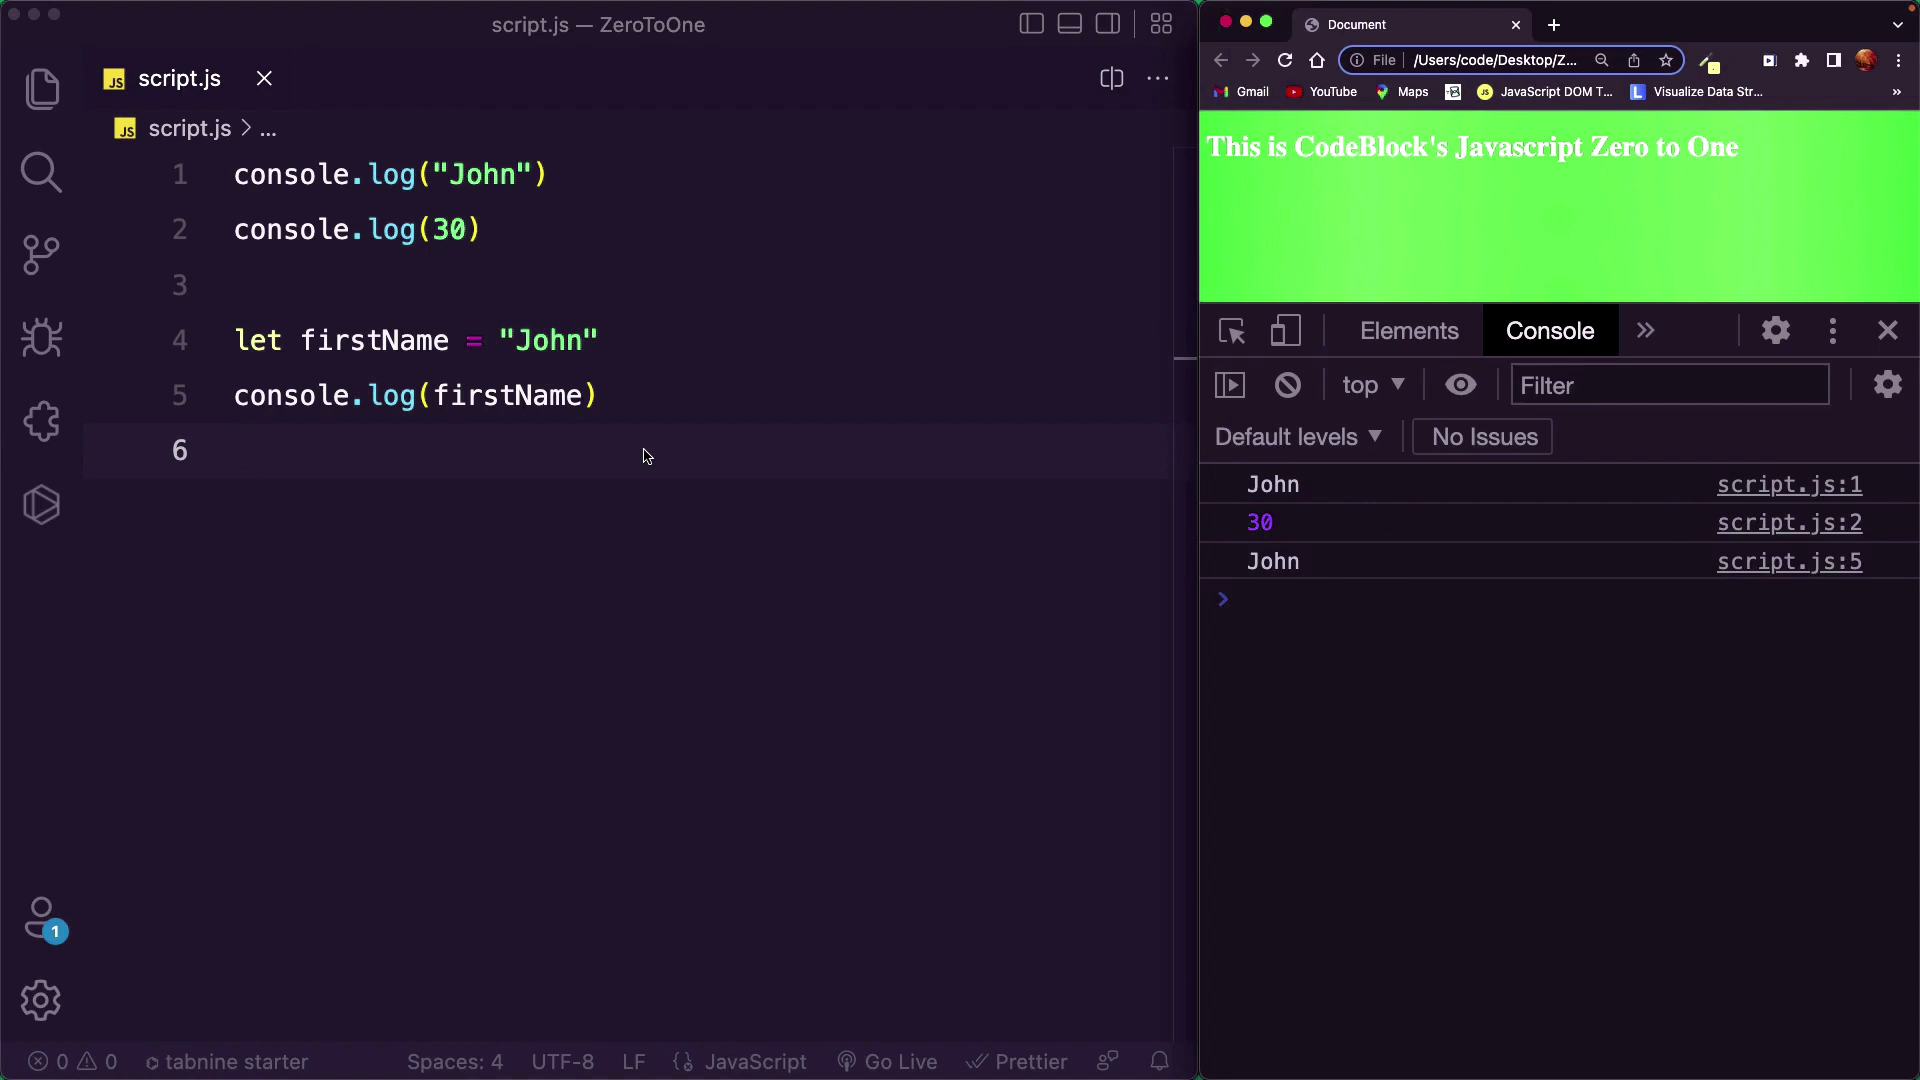 script.js — ZeroToOne
script.js
script.js > ...
1 console.log("John")
2 console.log(30)
3
4 let firstName = "John"
5 console.log(firstName)
6
0 0 tabnine starter Spaces: 4 UTF-8 LF JavaScript Go Live Prettier
1
Document
File /Users/code/Desktop/Z...
Gmail YouTube Maps JavaScript DOM T... Visualize Data Str... »
This is CodeBlock's Javascript Zero to One
Elements Console »
top Filter
Default levels No Issues
John script.js:1
30 script.js:2
John script.js:5